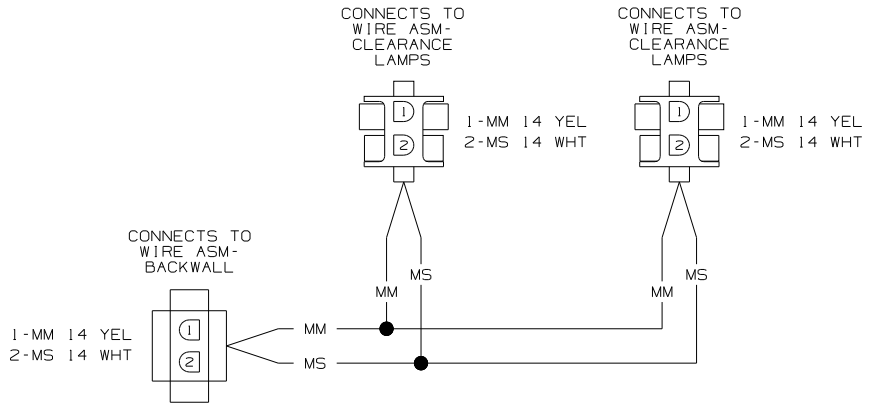 CONNECTS TO
WIRE ASM-
CLEARANCE
LAMPS
CONNECTS TO
WIRE ASM-
CLEARANCE
LAMPS
1
2
1-MM 14 YEL
2-MS 14 WHT
1
2
1-MM 14 YEL
2-MS 14 WHT
CONNECTS TO
WIRE ASM-
BACKWALL
MS
MM
MS
MM
1-MM 14 YEL
2-MS 14 WHT
1
2
MM
MS